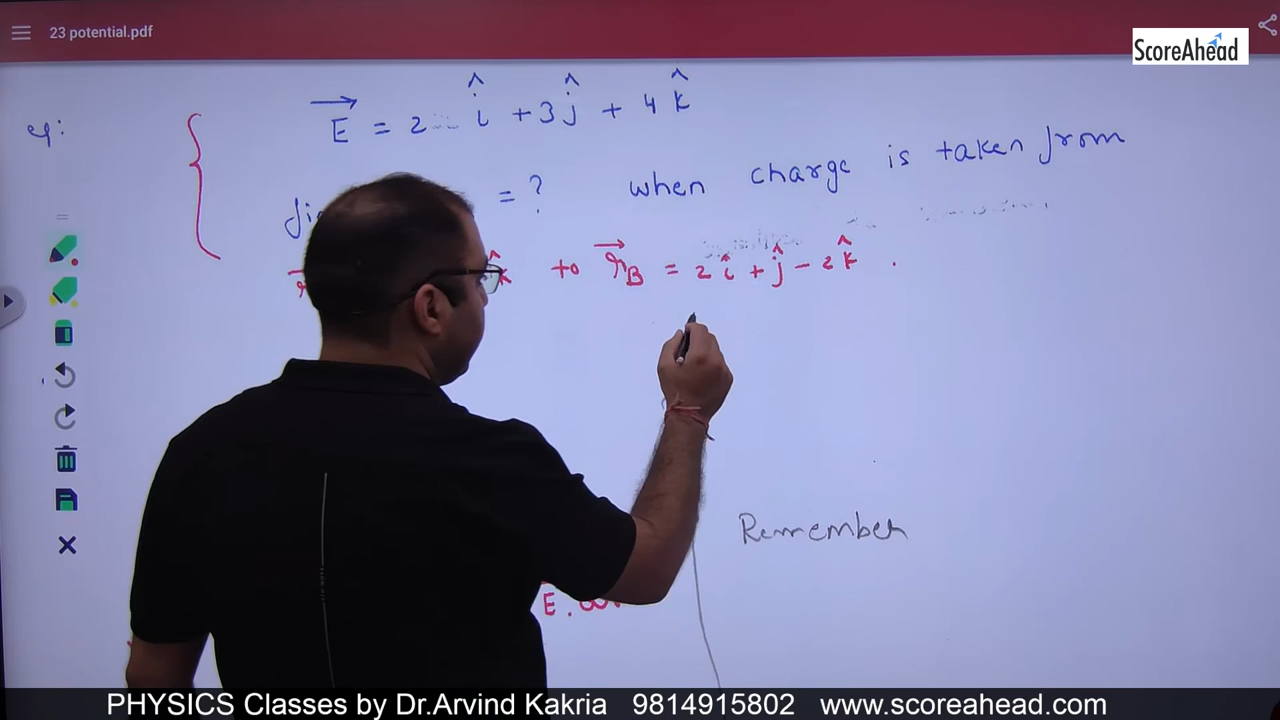 23 potential.pdf
ScoreAhead
eg:
E = 2 î + 3 ĵ + 4 k̂
= ? when charge is taken from
k̂ to r⃗B = 2 î + ĵ - 2 k̂ .
Remember
E .
PHYSICS Classes by Dr.Arvind Kakria 9814915802 www.scoreahead.com